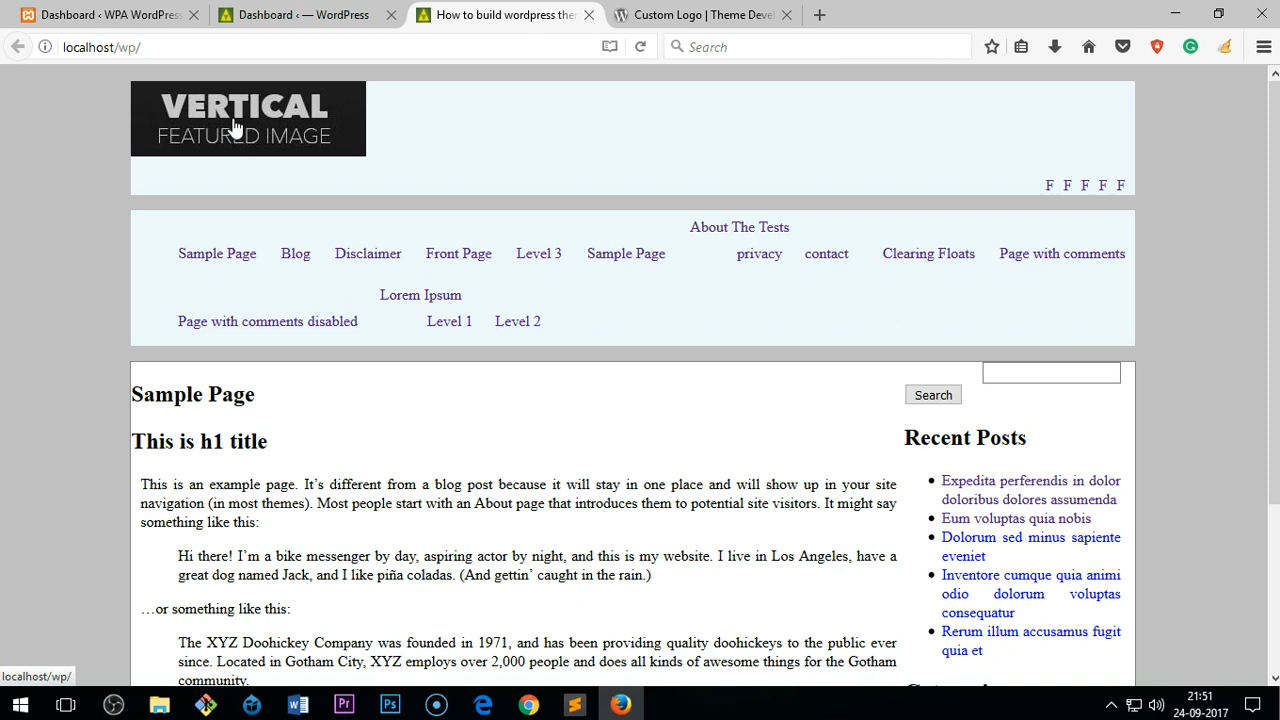 Dashboard ‹ WPA WordPress
Dashboard ‹ — WordPress
How to build wordpress the
Custom Logo | Theme Devel
localhost/wp/
Search
VERTICAL
FEATURED IMAGE
F F F F F
About The Tests
Sample Page Blog Disclaimer Front Page Level 3 Sample Page privacy contact Clearing Floats Page with comments
Lorem Ipsum
Page with comments disabled Level 1 Level 2
Sample Page
This is h1 title
This is an example page. It’s different from a blog post because it will stay in one place and will show up in your site
navigation (in most themes). Most people start with an About page that introduces them to potential site visitors. It might say
something like this:
Hi there! I’m a bike messenger by day, aspiring actor by night, and this is my website. I live in Los Angeles, have a
great dog named Jack, and I like piña coladas. (And gettin’ caught in the rain.)
…or something like this:
The XYZ Doohickey Company was founded in 1971, and has been providing quality doohickeys to the public ever
since. Located in Gotham City, XYZ employs over 2,000 people and does all kinds of awesome things for the Gotham
community.
Search
Recent Posts
Expedita perferendis in dolor
doloribus dolores assumenda
Eum voluptas quia nobis
Dolorum sed minus sapiente
eveniet
Inventore cumque quia animi
odio dolorum voluptas
consequatur
Rerum illum accusamus fugit
quia et
localhost/wp/
21:51
24-09-2017